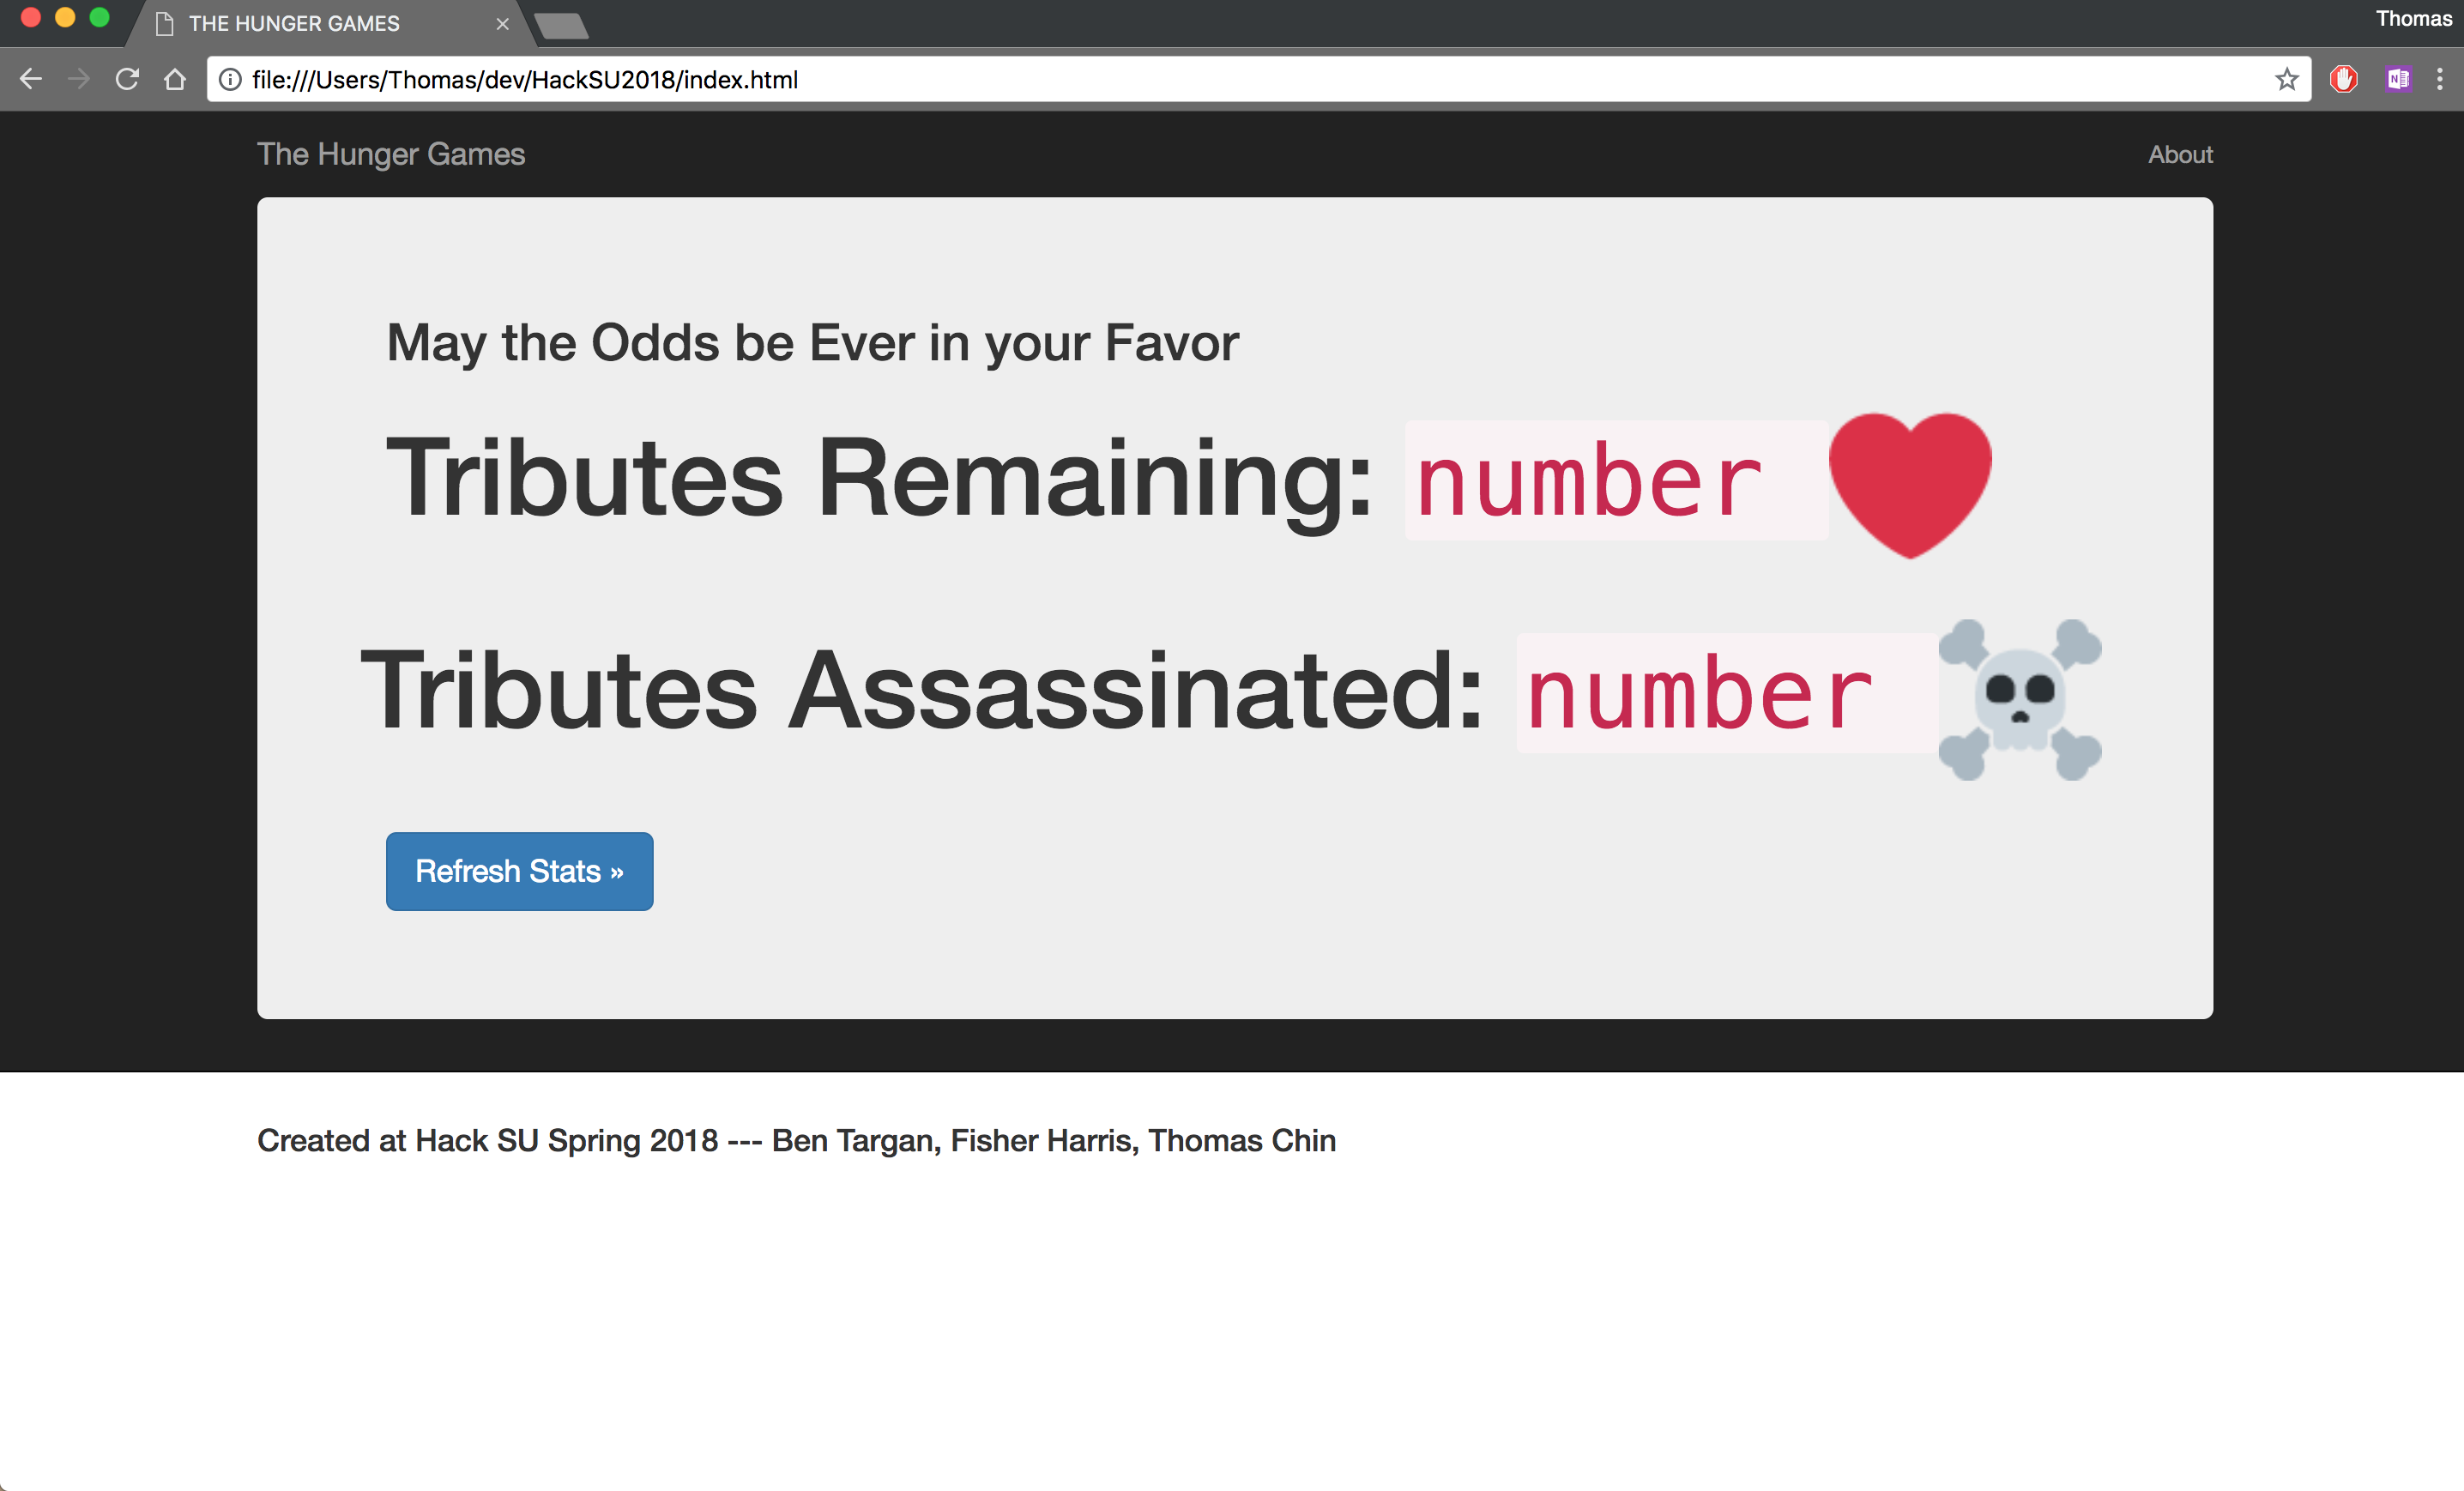 THE HUNGER GAMES
Thomas
file:///Users/Thomas/dev/HackSU2018/index.html
The Hunger Games
About
May the Odds be Ever in your Favor
Tributes Remaining: number
Tributes Assassinated: number
Refresh Stats »
Created at Hack SU Spring 2018 --- Ben Targan, Fisher Harris, Thomas Chin